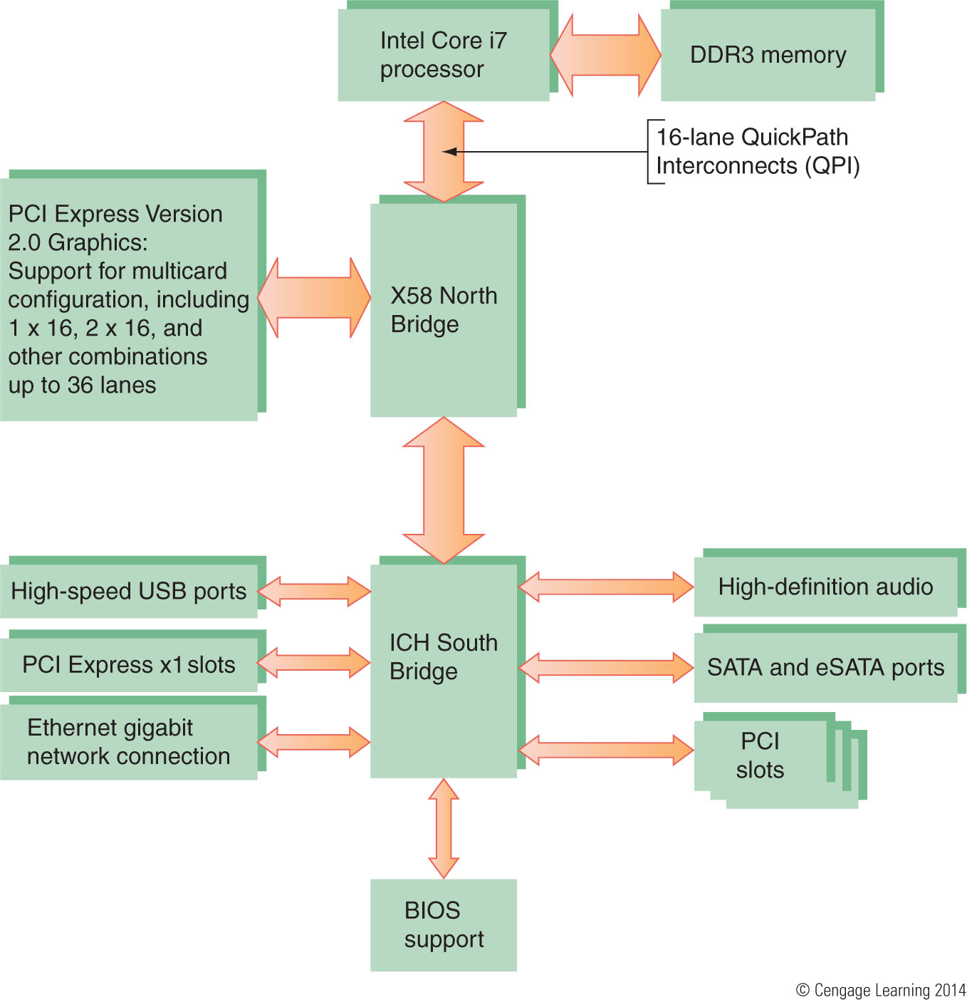 Intel Core i7
processor
DDR3 memory
16-lane QuickPath
Interconnects (QPI)
PCI Express Version
2.0 Graphics:
Support for multicard
configuration, including
1 x 16, 2 x 16, and
other combinations
up to 36 lanes
X58 North
Bridge
High-speed USB ports
PCI Express x1 slots
Ethernet gigabit
network connection
ICH South
Bridge
High-definition audio
SATA and eSATA ports
PCI
slots
BIOS
support
© Cengage Learning 2014